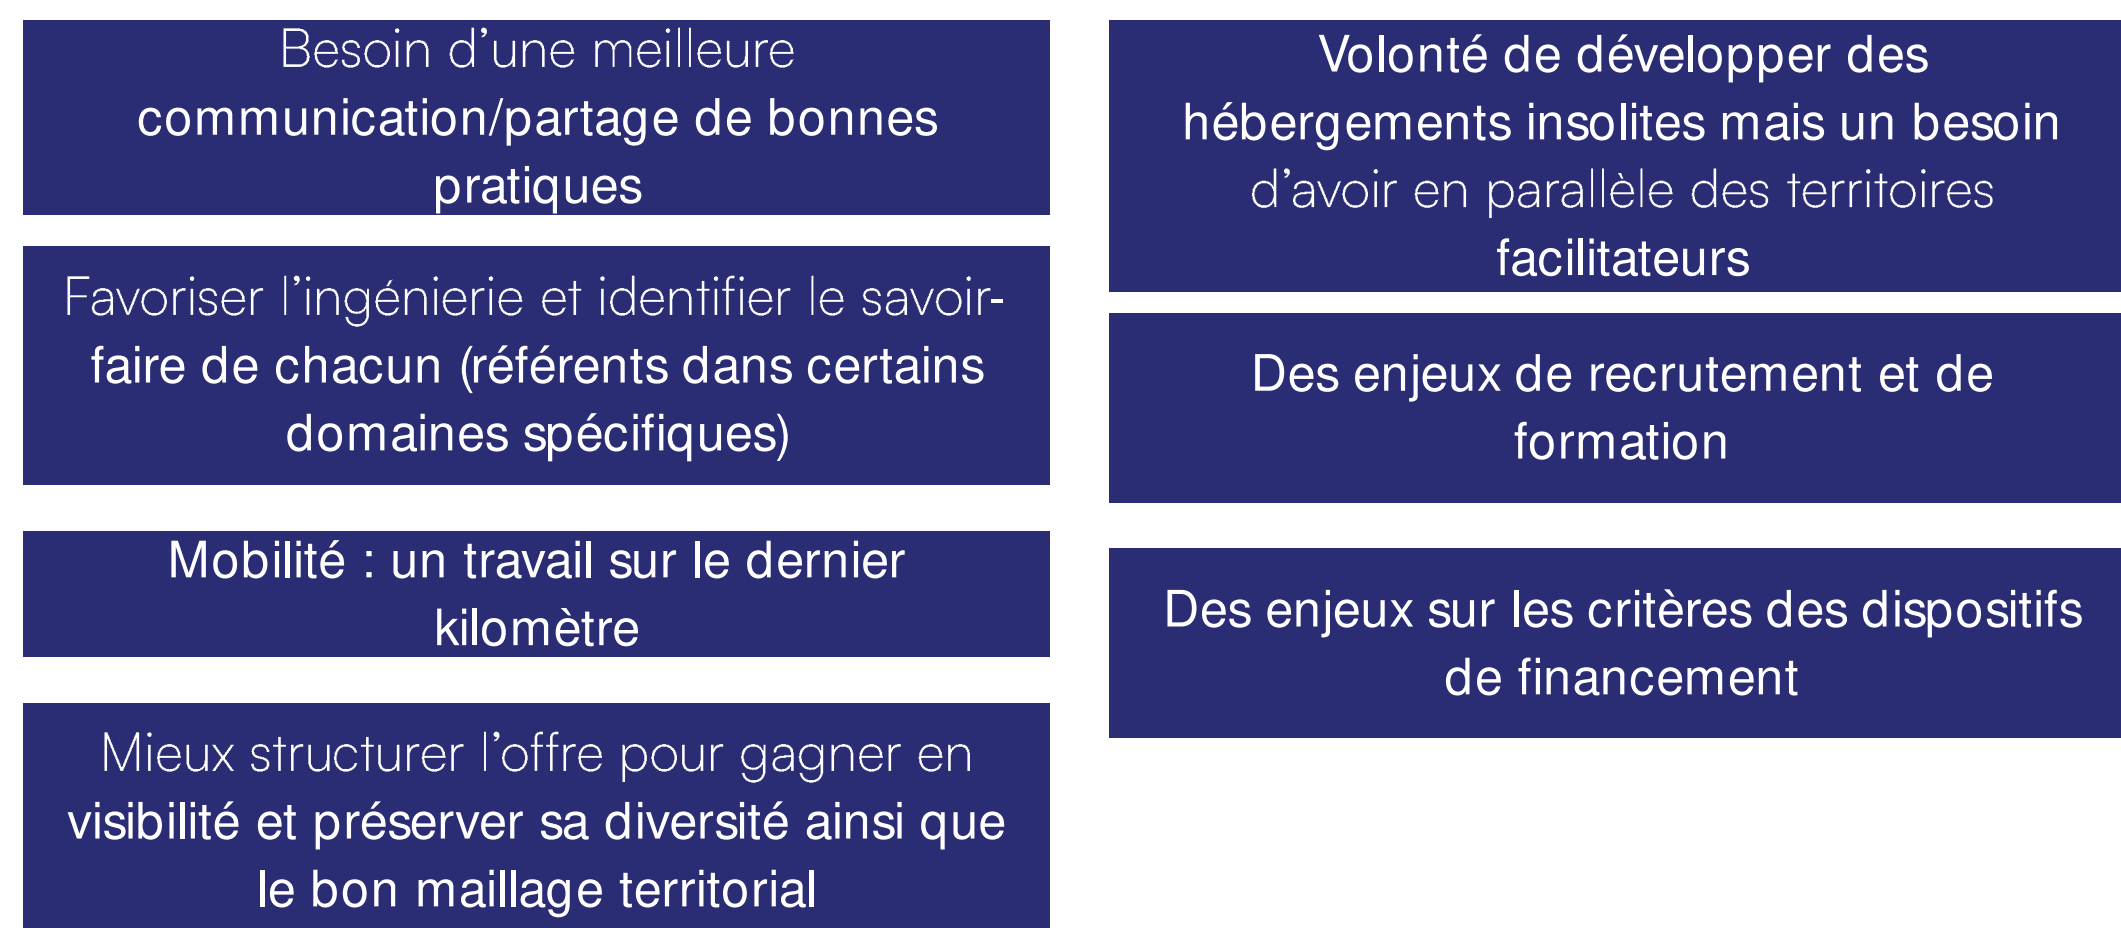 Besoin d’une meilleure
communication/partage de bonnes
pratiques
Favoriser l’ingénierie et identifier le savoir-
faire de chacun (référents dans certains
domaines spécifiques)
Mobilité : un travail sur le dernier
kilomètre
Mieux structurer l’offre pour gagner en
visibilité et préserver sa diversité ainsi que
le bon maillage territorial
Volonté de développer des
hébergements insolites mais un besoin
d’avoir en parallèle des territoires
facilitateurs
Des enjeux de recrutement et de
formation
Des enjeux sur les critères des dispositifs
de financement